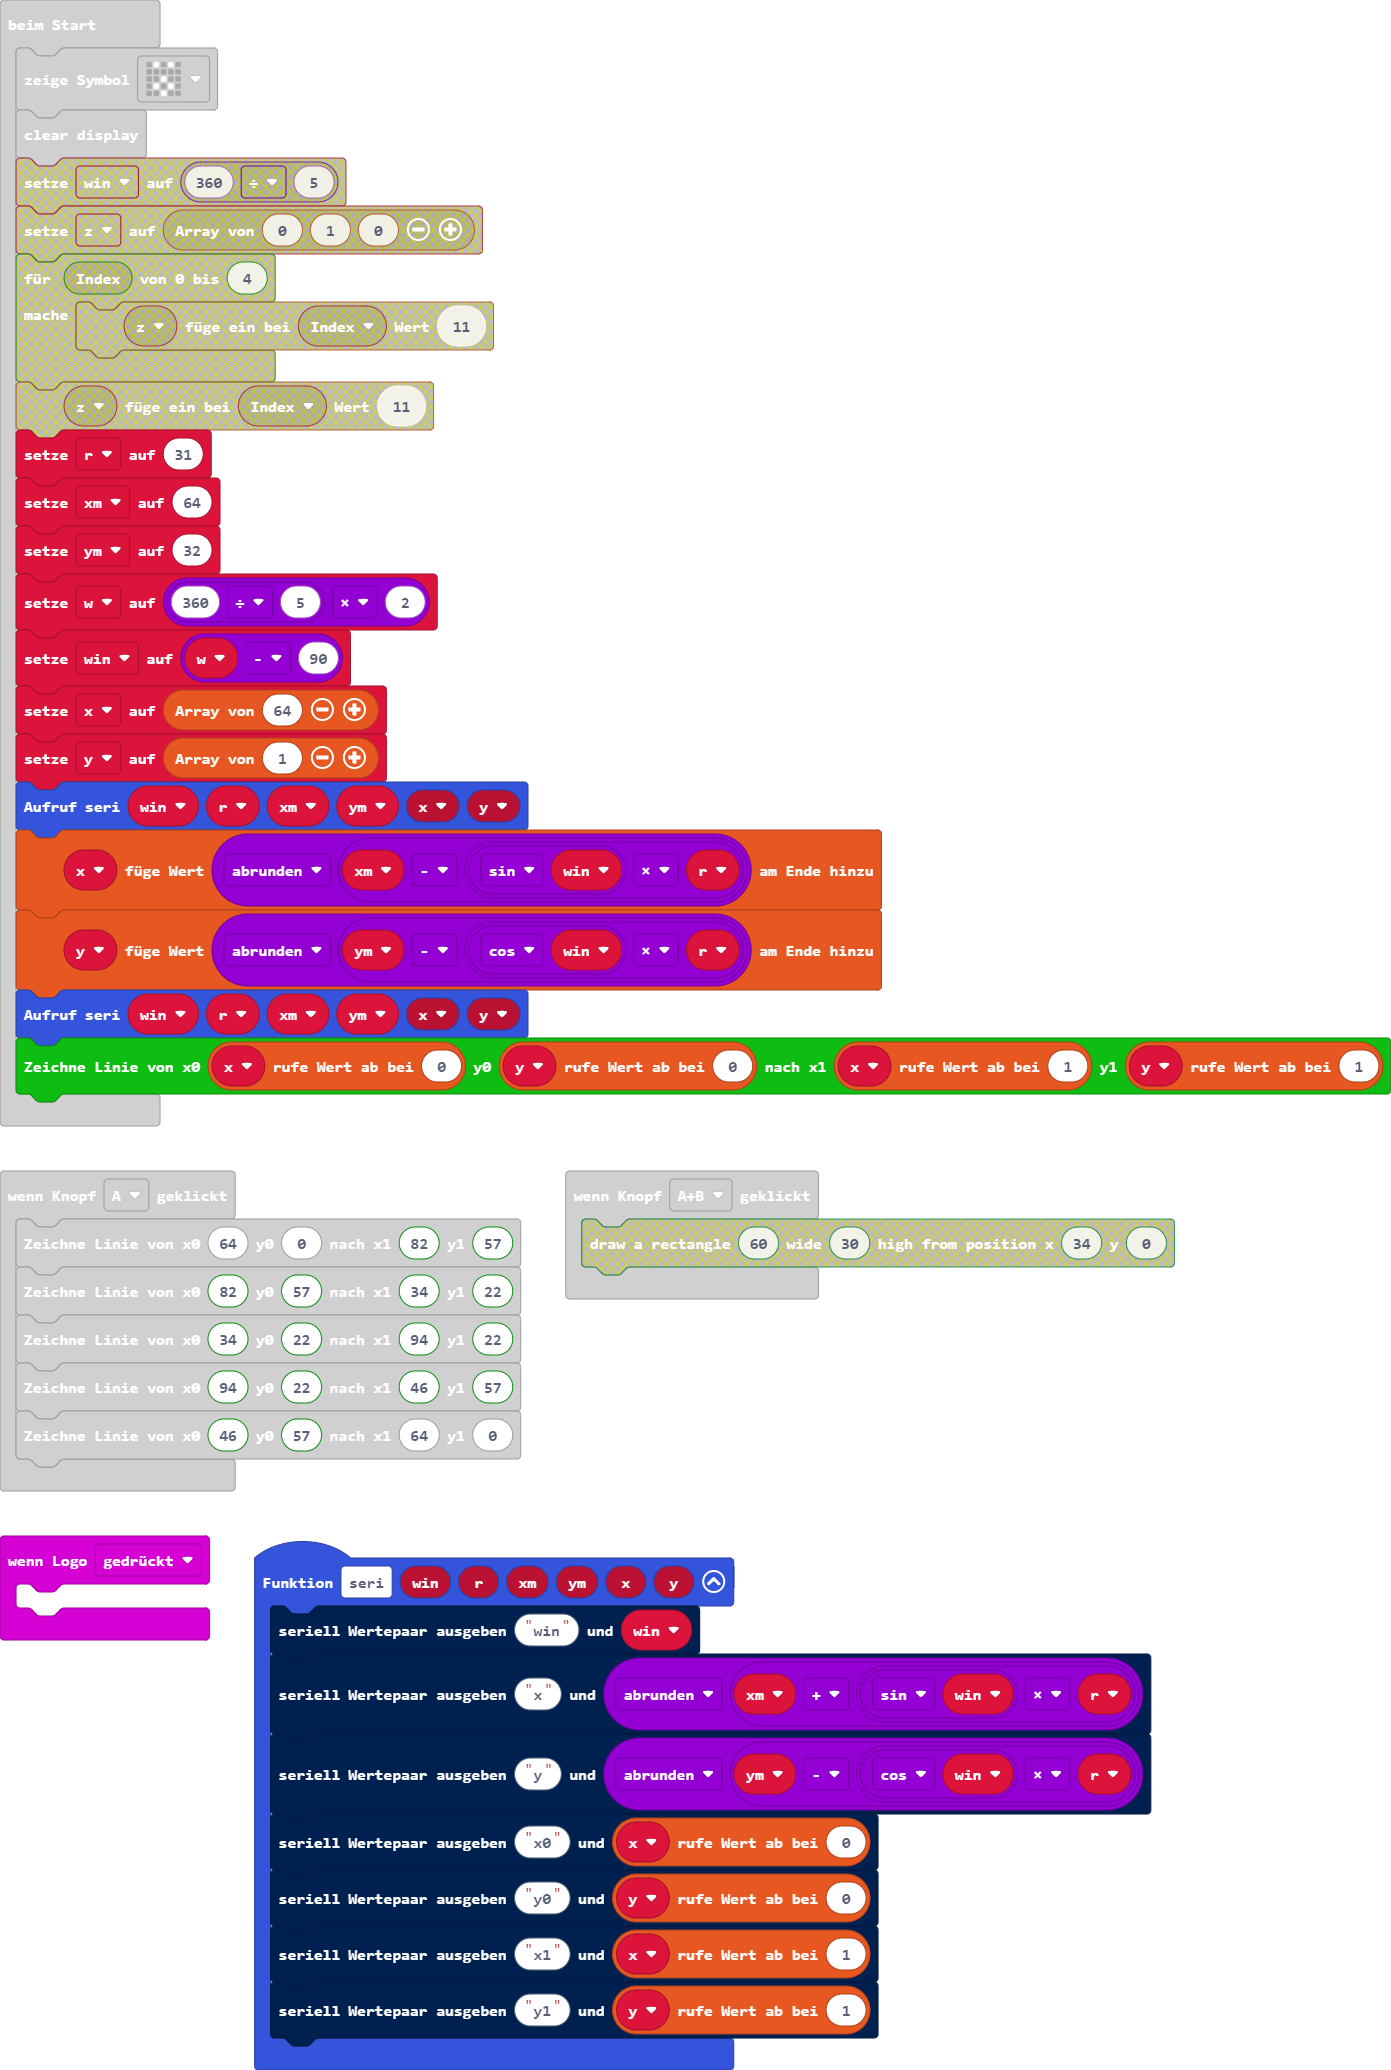 beim Start
zeige Symbol
clear display
setze win auf 360 ÷ 5
setze z auf Array von 0 1 0
für Index von 0 bis 4
mache
z füge ein bei Index Wert 11
z füge ein bei Index Wert 11
setze r auf 31
setze xm auf 64
setze ym auf 32
setze w auf 360 ÷ 5 × 2
setze win auf w - 90
setze x auf Array von 64
setze y auf Array von 1
Aufruf seri win r xm ym x y
x füge Wert abrunden xm - sin win × r am Ende hinzu
y füge Wert abrunden ym - cos win × r am Ende hinzu
Aufruf seri win r xm ym x y
Zeichne Linie von x0 x rufe Wert ab bei 0 y0 y rufe Wert ab bei 0 nach x1 x rufe Wert ab bei 1 y1 y rufe Wert ab bei 1
wenn Knopf A geklickt
Zeichne Linie von x0 64 y0 0 nach x1 82 y1 57
Zeichne Linie von x0 82 y0 57 nach x1 34 y1 22
Zeichne Linie von x0 34 y0 22 nach x1 94 y1 22
Zeichne Linie von x0 94 y0 22 nach x1 46 y1 57
Zeichne Linie von x0 46 y0 57 nach x1 64 y1 0
wenn Knopf A+B geklickt
draw a rectangle 60 wide 30 high from position x 34 y 0
wenn Logo gedrückt
Funktion seri win r xm ym x y
seriell Wertepaar ausgeben "win" und win
seriell Wertepaar ausgeben "x" und abrunden xm + sin win × r
seriell Wertepaar ausgeben "y" und abrunden ym - cos win × r
seriell Wertepaar ausgeben "x0" und x rufe Wert ab bei 0
seriell Wertepaar ausgeben "y0" und y rufe Wert ab bei 0
seriell Wertepaar ausgeben "x1" und x rufe Wert ab bei 1
seriell Wertepaar ausgeben "y1" und y rufe Wert ab bei 1